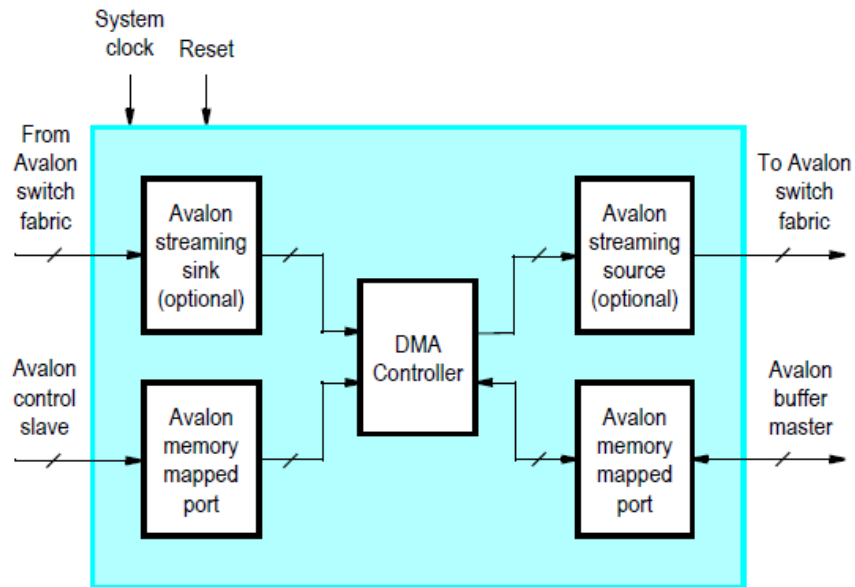 System
clock
Reset
From
Avalon
switch
fabric
Avalon
streaming
sink
(optional)
Avalon
streaming
source
(optional)
To Avalon
switch
fabric
DMA
Controller
Avalon
control
slave
Avalon
memory
mapped
port
Avalon
memory
mapped
port
Avalon
buffer
master